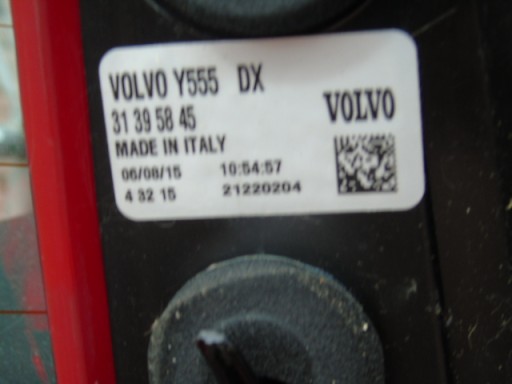 VOLVO Y555 DX
31 39 58 45
VOLVO
MADE IN ITALY
06/08/15 10:54:57
4 32 15 21220204